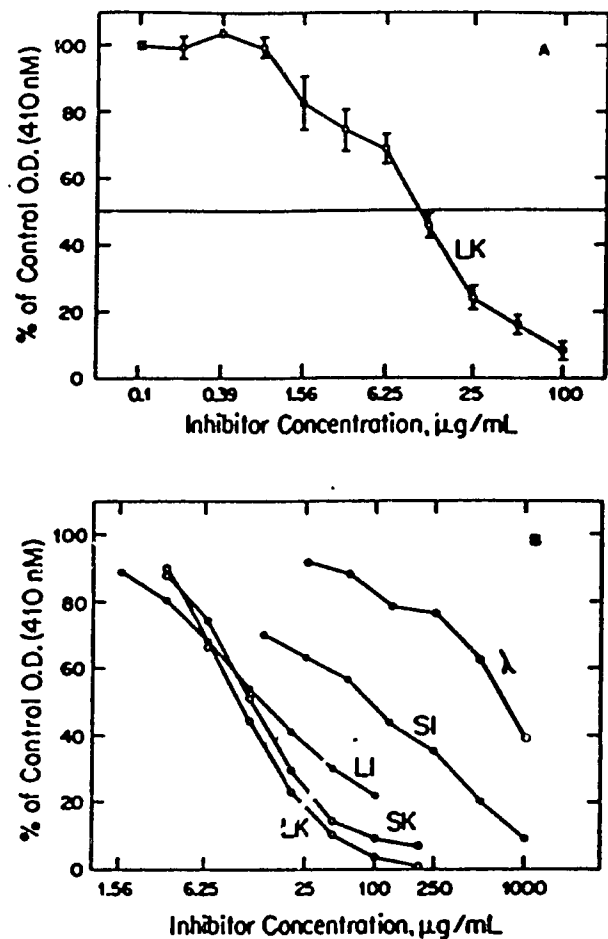 A
% of Control O.D. (410 nM)
100
80
60
40
20
0
LK
0.1 0.39 1.56 6.25 25 100
Inhibitor Concentration, μg/mL
B
% of Control O.D. (410 nM)
100
80
60
40
20
0
λ
SI
LI
SK
LK
1.56 6.25 25 100 250 1000
Inhibitor Concentration, μg/mL